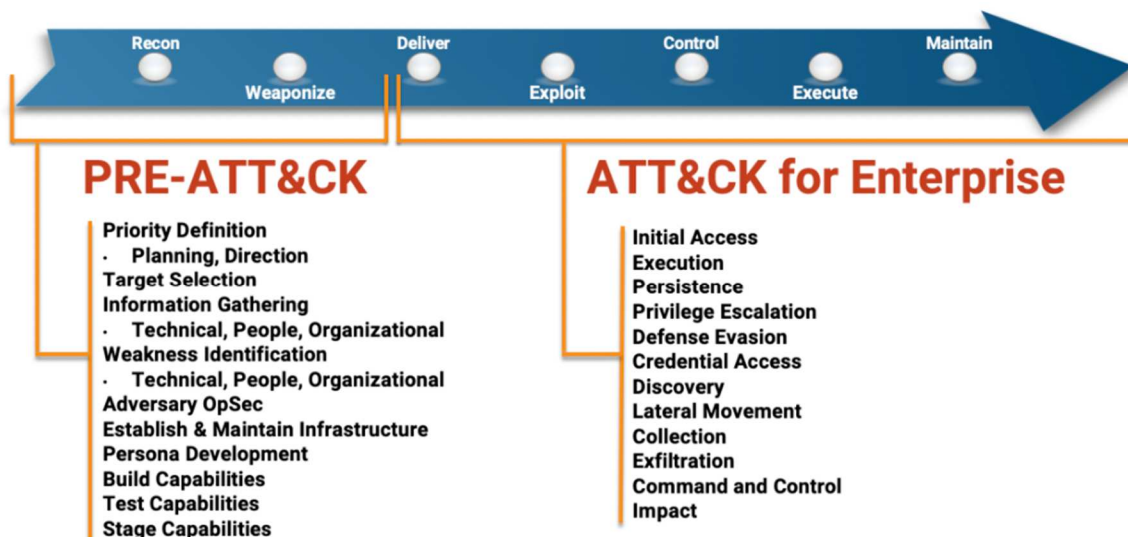 Recon
Weaponize
Deliver
Exploit
Control
Execute
Maintain
PRE-ATT&CK
Priority Definition
· Planning, Direction
Target Selection
Information Gathering
· Technical, People, Organizational
Weakness Identification
· Technical, People, Organizational
Adversary OpSec
Establish & Maintain Infrastructure
Persona Development
Build Capabilities
Test Capabilities
Stage Capabilities
ATT&CK for Enterprise
Initial Access
Execution
Persistence
Privilege Escalation
Defense Evasion
Credential Access
Discovery
Lateral Movement
Collection
Exfiltration
Command and Control
Impact